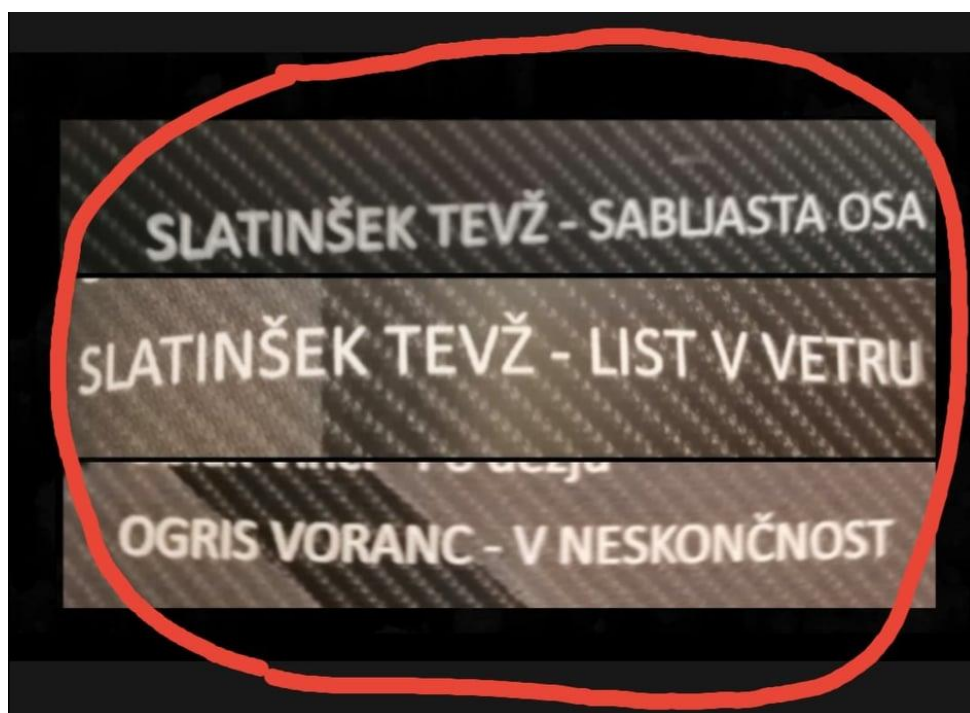 SLATINŠEK TEVŽ - SABLJASTA OSA
SLATINŠEK TEVŽ - LIST V VETRU
OGRIS VORANC - V NESKONČNOST